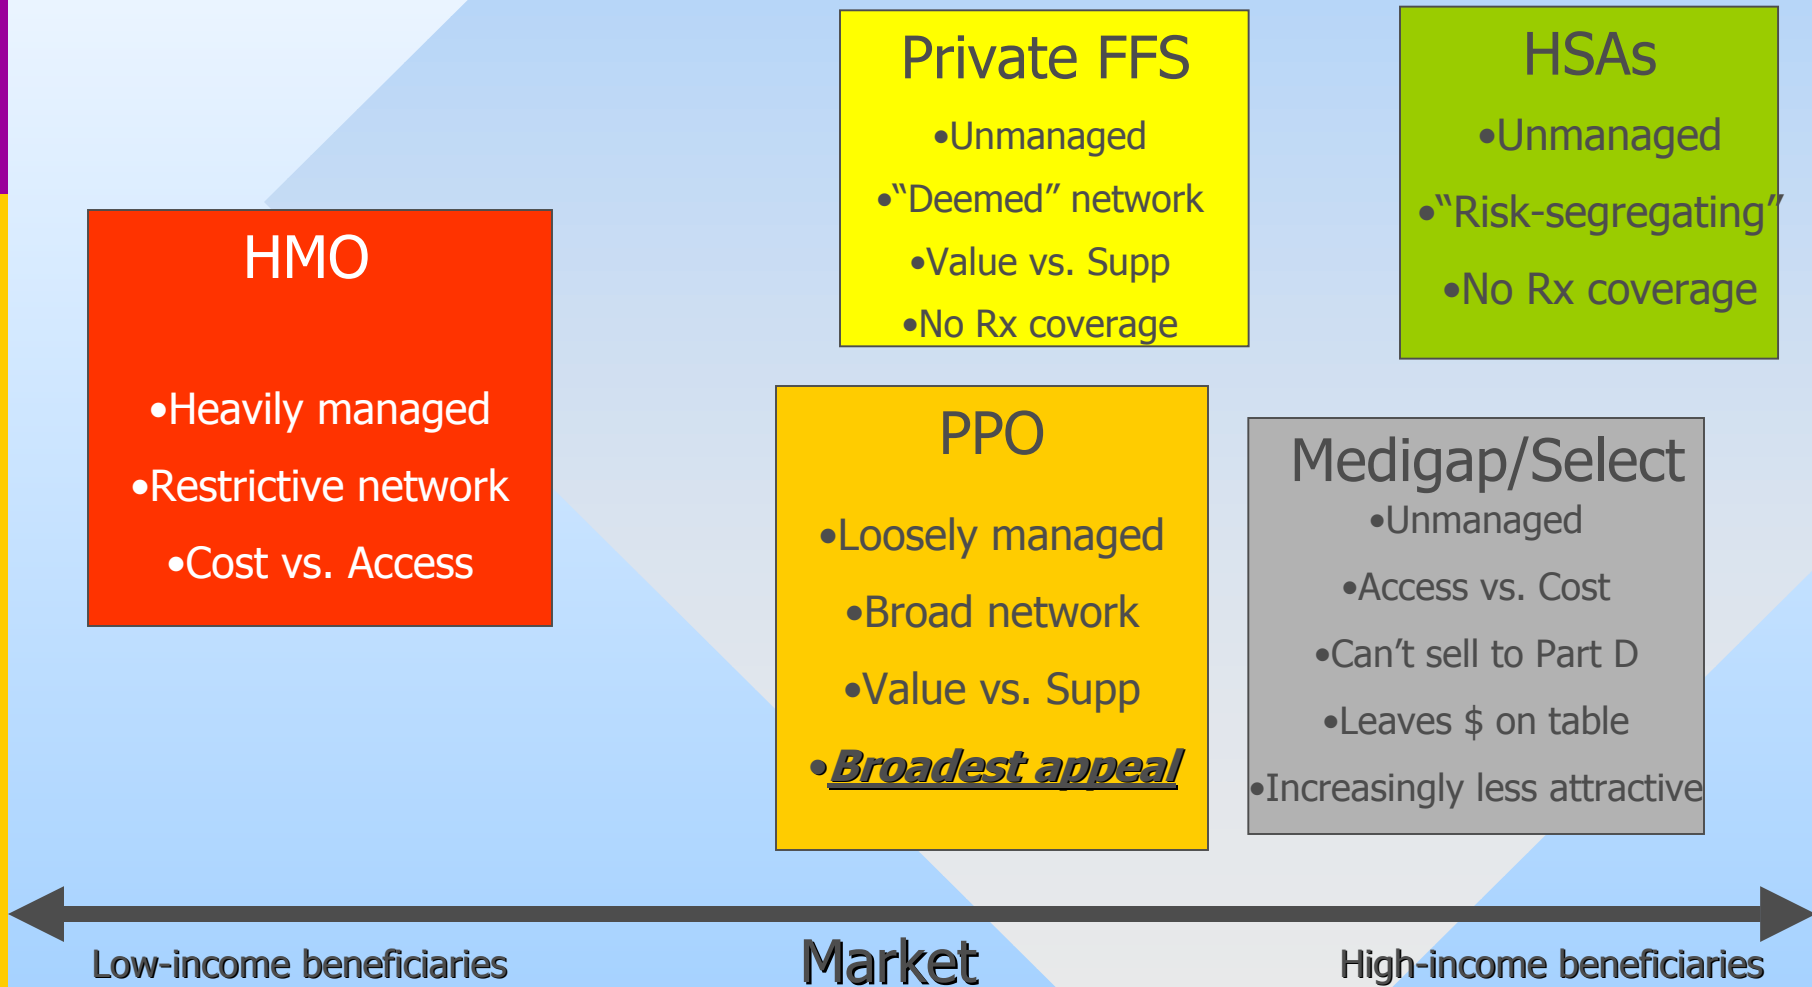 HMO
•Heavily managed
•Restrictive network
•Cost vs. Access
Private FFS
•Unmanaged
•“Deemed” network
•Value vs. Supp
•No Rx coverage
HSAs
•Unmanaged
•“Risk-segregating”
•No Rx coverage
PPO
•Loosely managed
•Broad network
•Value vs. Supp
•Broadest appeal
Medigap/Select
•Unmanaged
•Access vs. Cost
•Can’t sell to Part D
•Leaves $ on table
•Increasingly less attractive
Low-income beneficiaries
Market
High-income beneficiaries